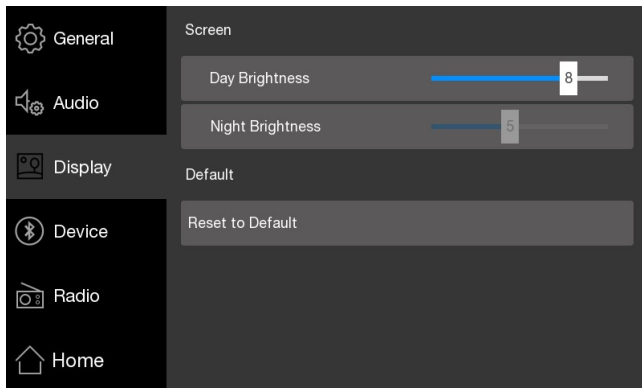 General
Audio
Display
Device
Radio
Home
Screen
Day Brightness 8
Night Brightness 5
Default
Reset to Default